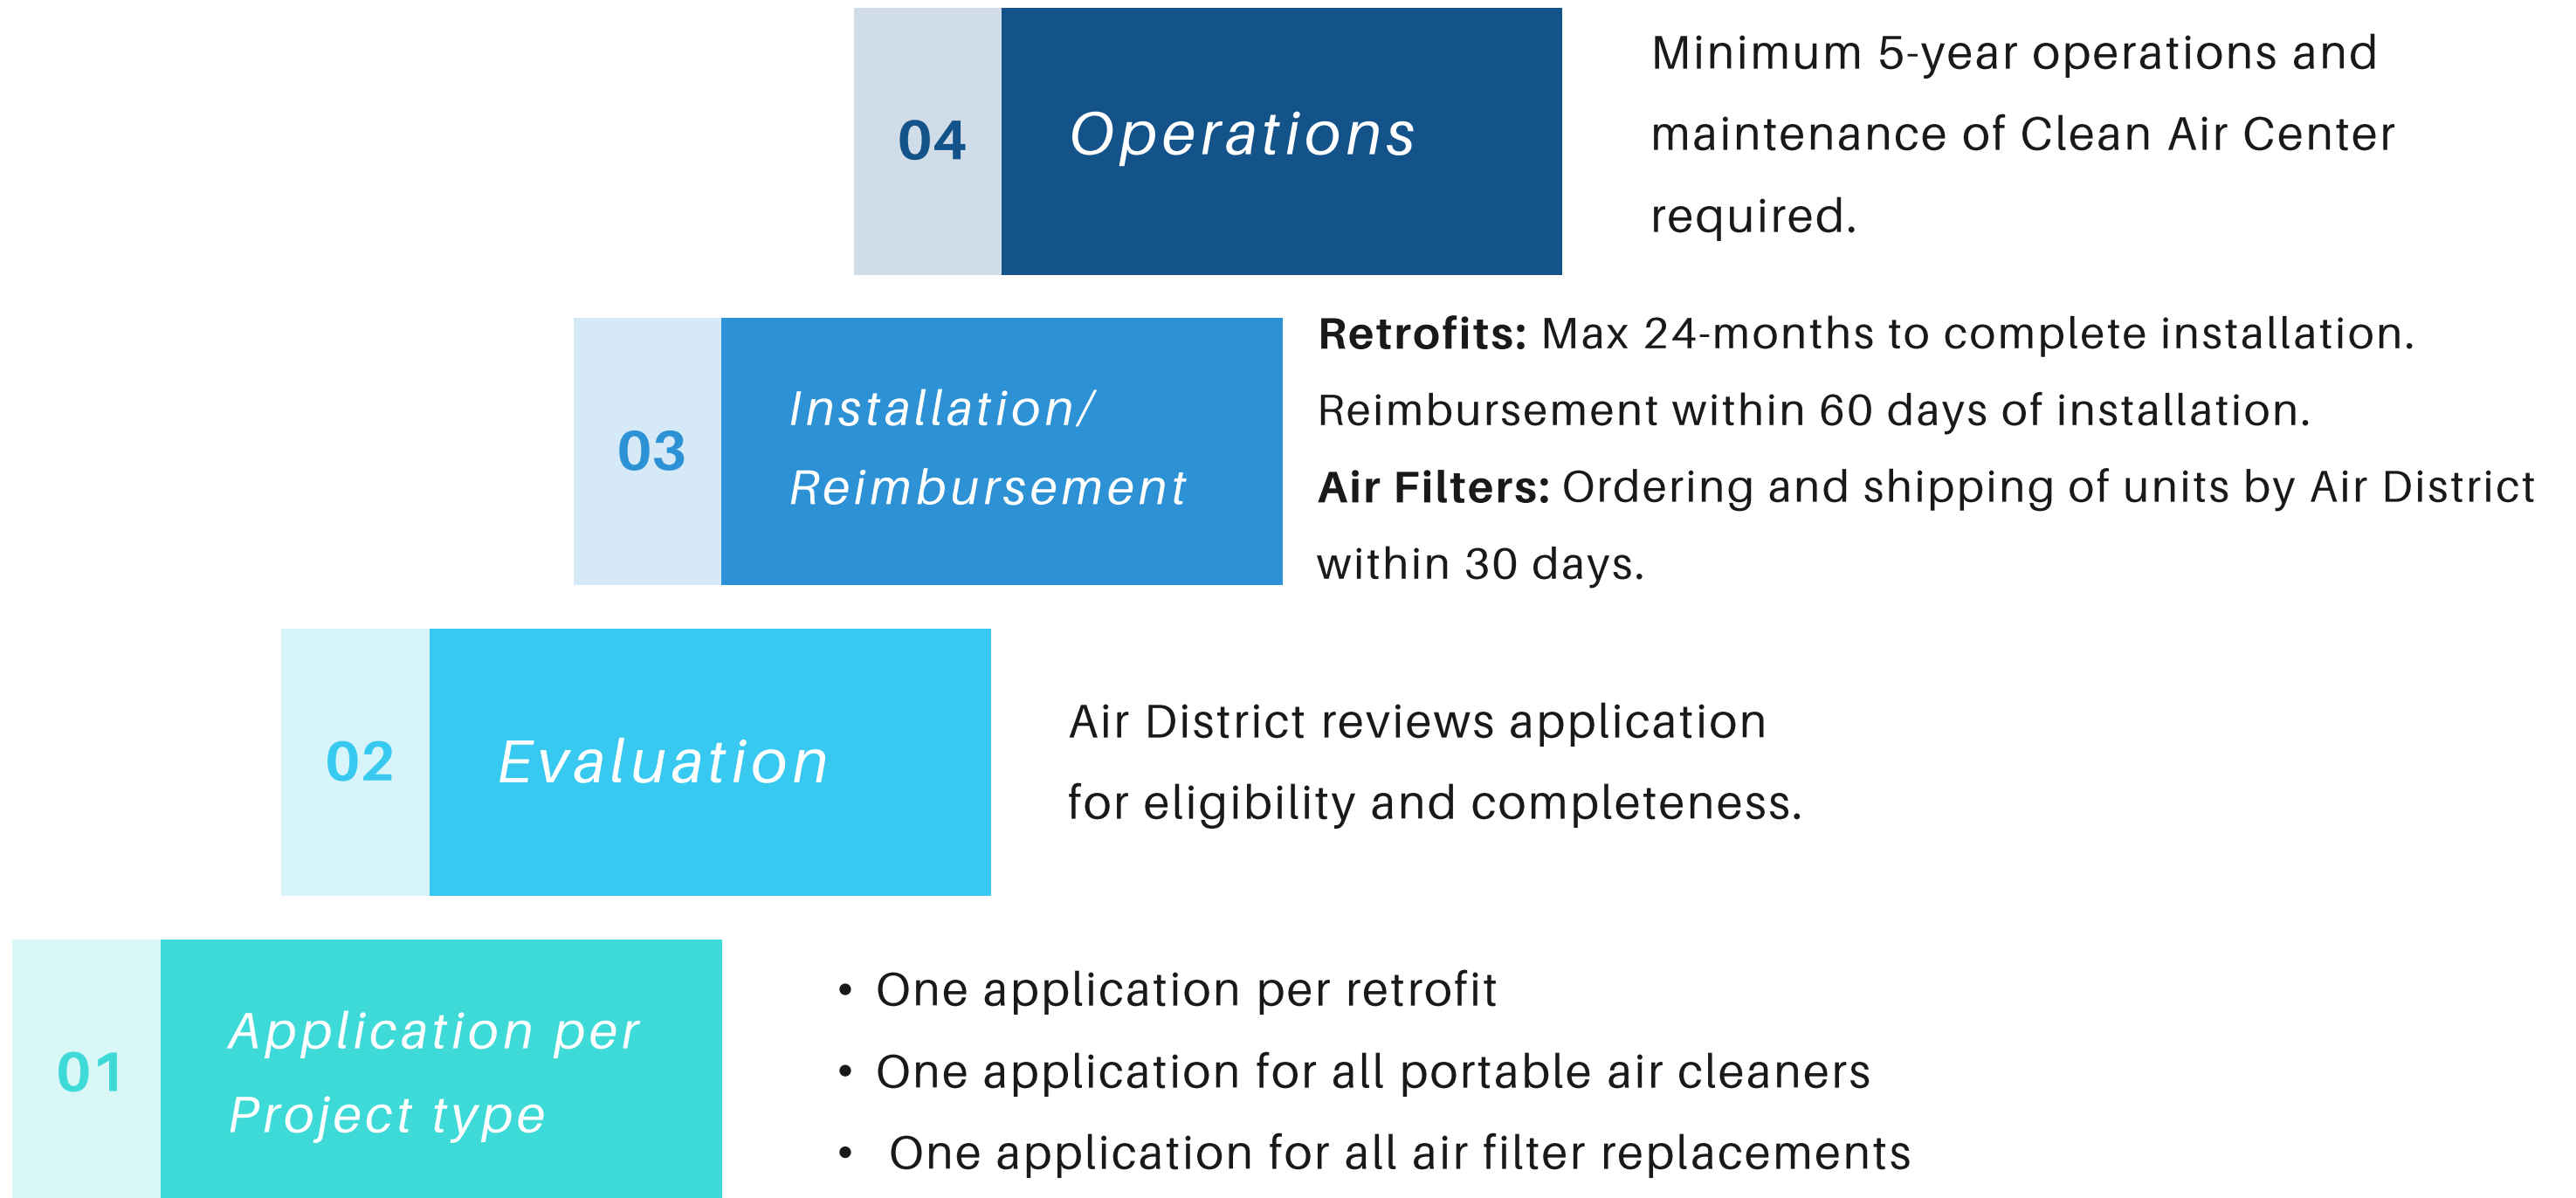 04
Operations
Minimum 5-year operations and
maintenance of Clean Air Center
required.
03
Installation/
Reimbursement
Retrofits: Max 24-months to complete installation.
Reimbursement within 60 days of installation.
Air Filters: Ordering and shipping of units by Air District
within 30 days.
02
Evaluation
Air District reviews application
for eligibility and completeness.
01
Application per
Project type
• One application per retrofit
• One application for all portable air cleaners
• One application for all air filter replacements